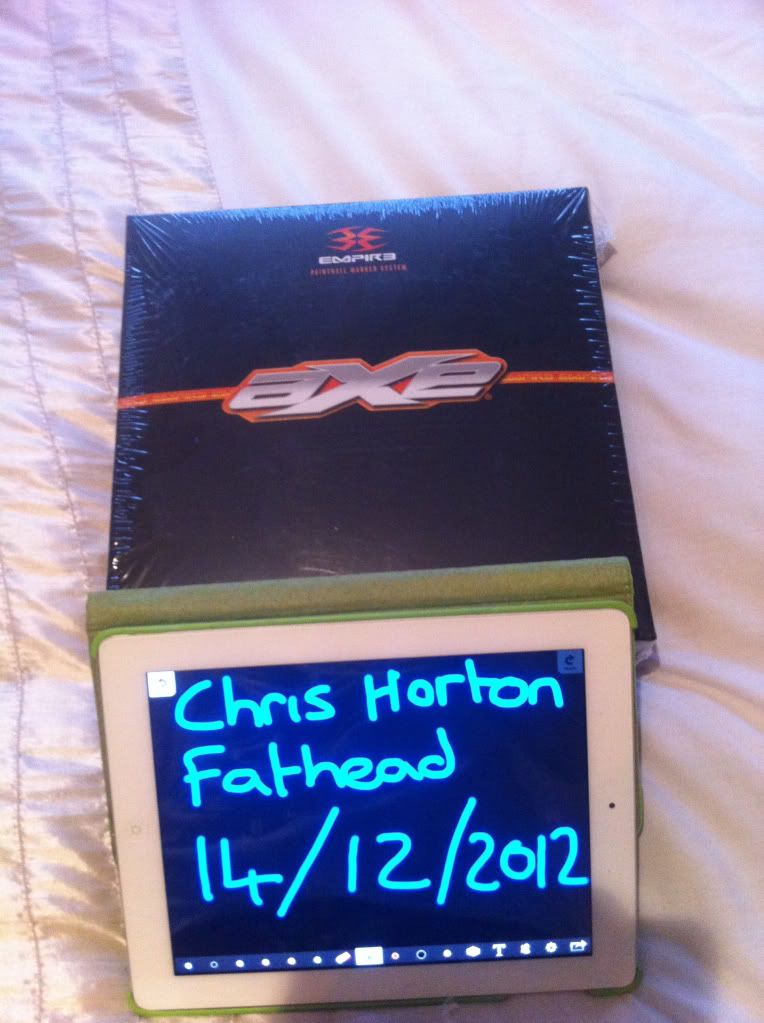 EMPIRE
PAINTBALL MARKER SYSTEM
aXe
Chris Horton
Fathead
14/12/2012
T